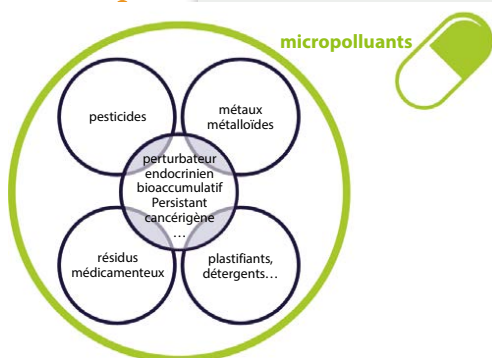 micropolluants
pesticides
métaux
métalloïdes
perturbateur
endocrinien
bioaccumulatif
Persistant
cancérigène
...
résidus
médicamenteux
plastifiants,
détergents...